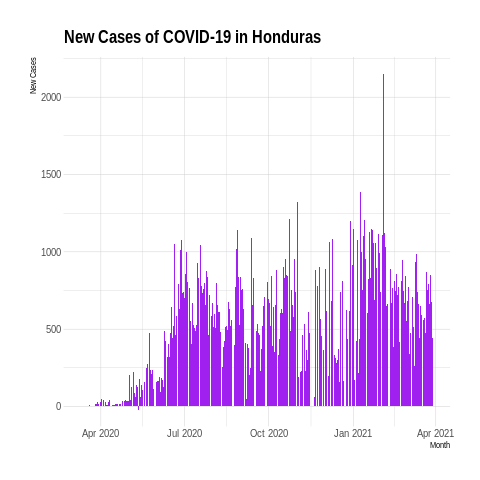 New Cases of COVID-19 in Honduras
New Cases
2000
1500
1000
500
0
Apr 2020
Jul 2020
Oct 2020
Jan 2021
Apr 2021
Month